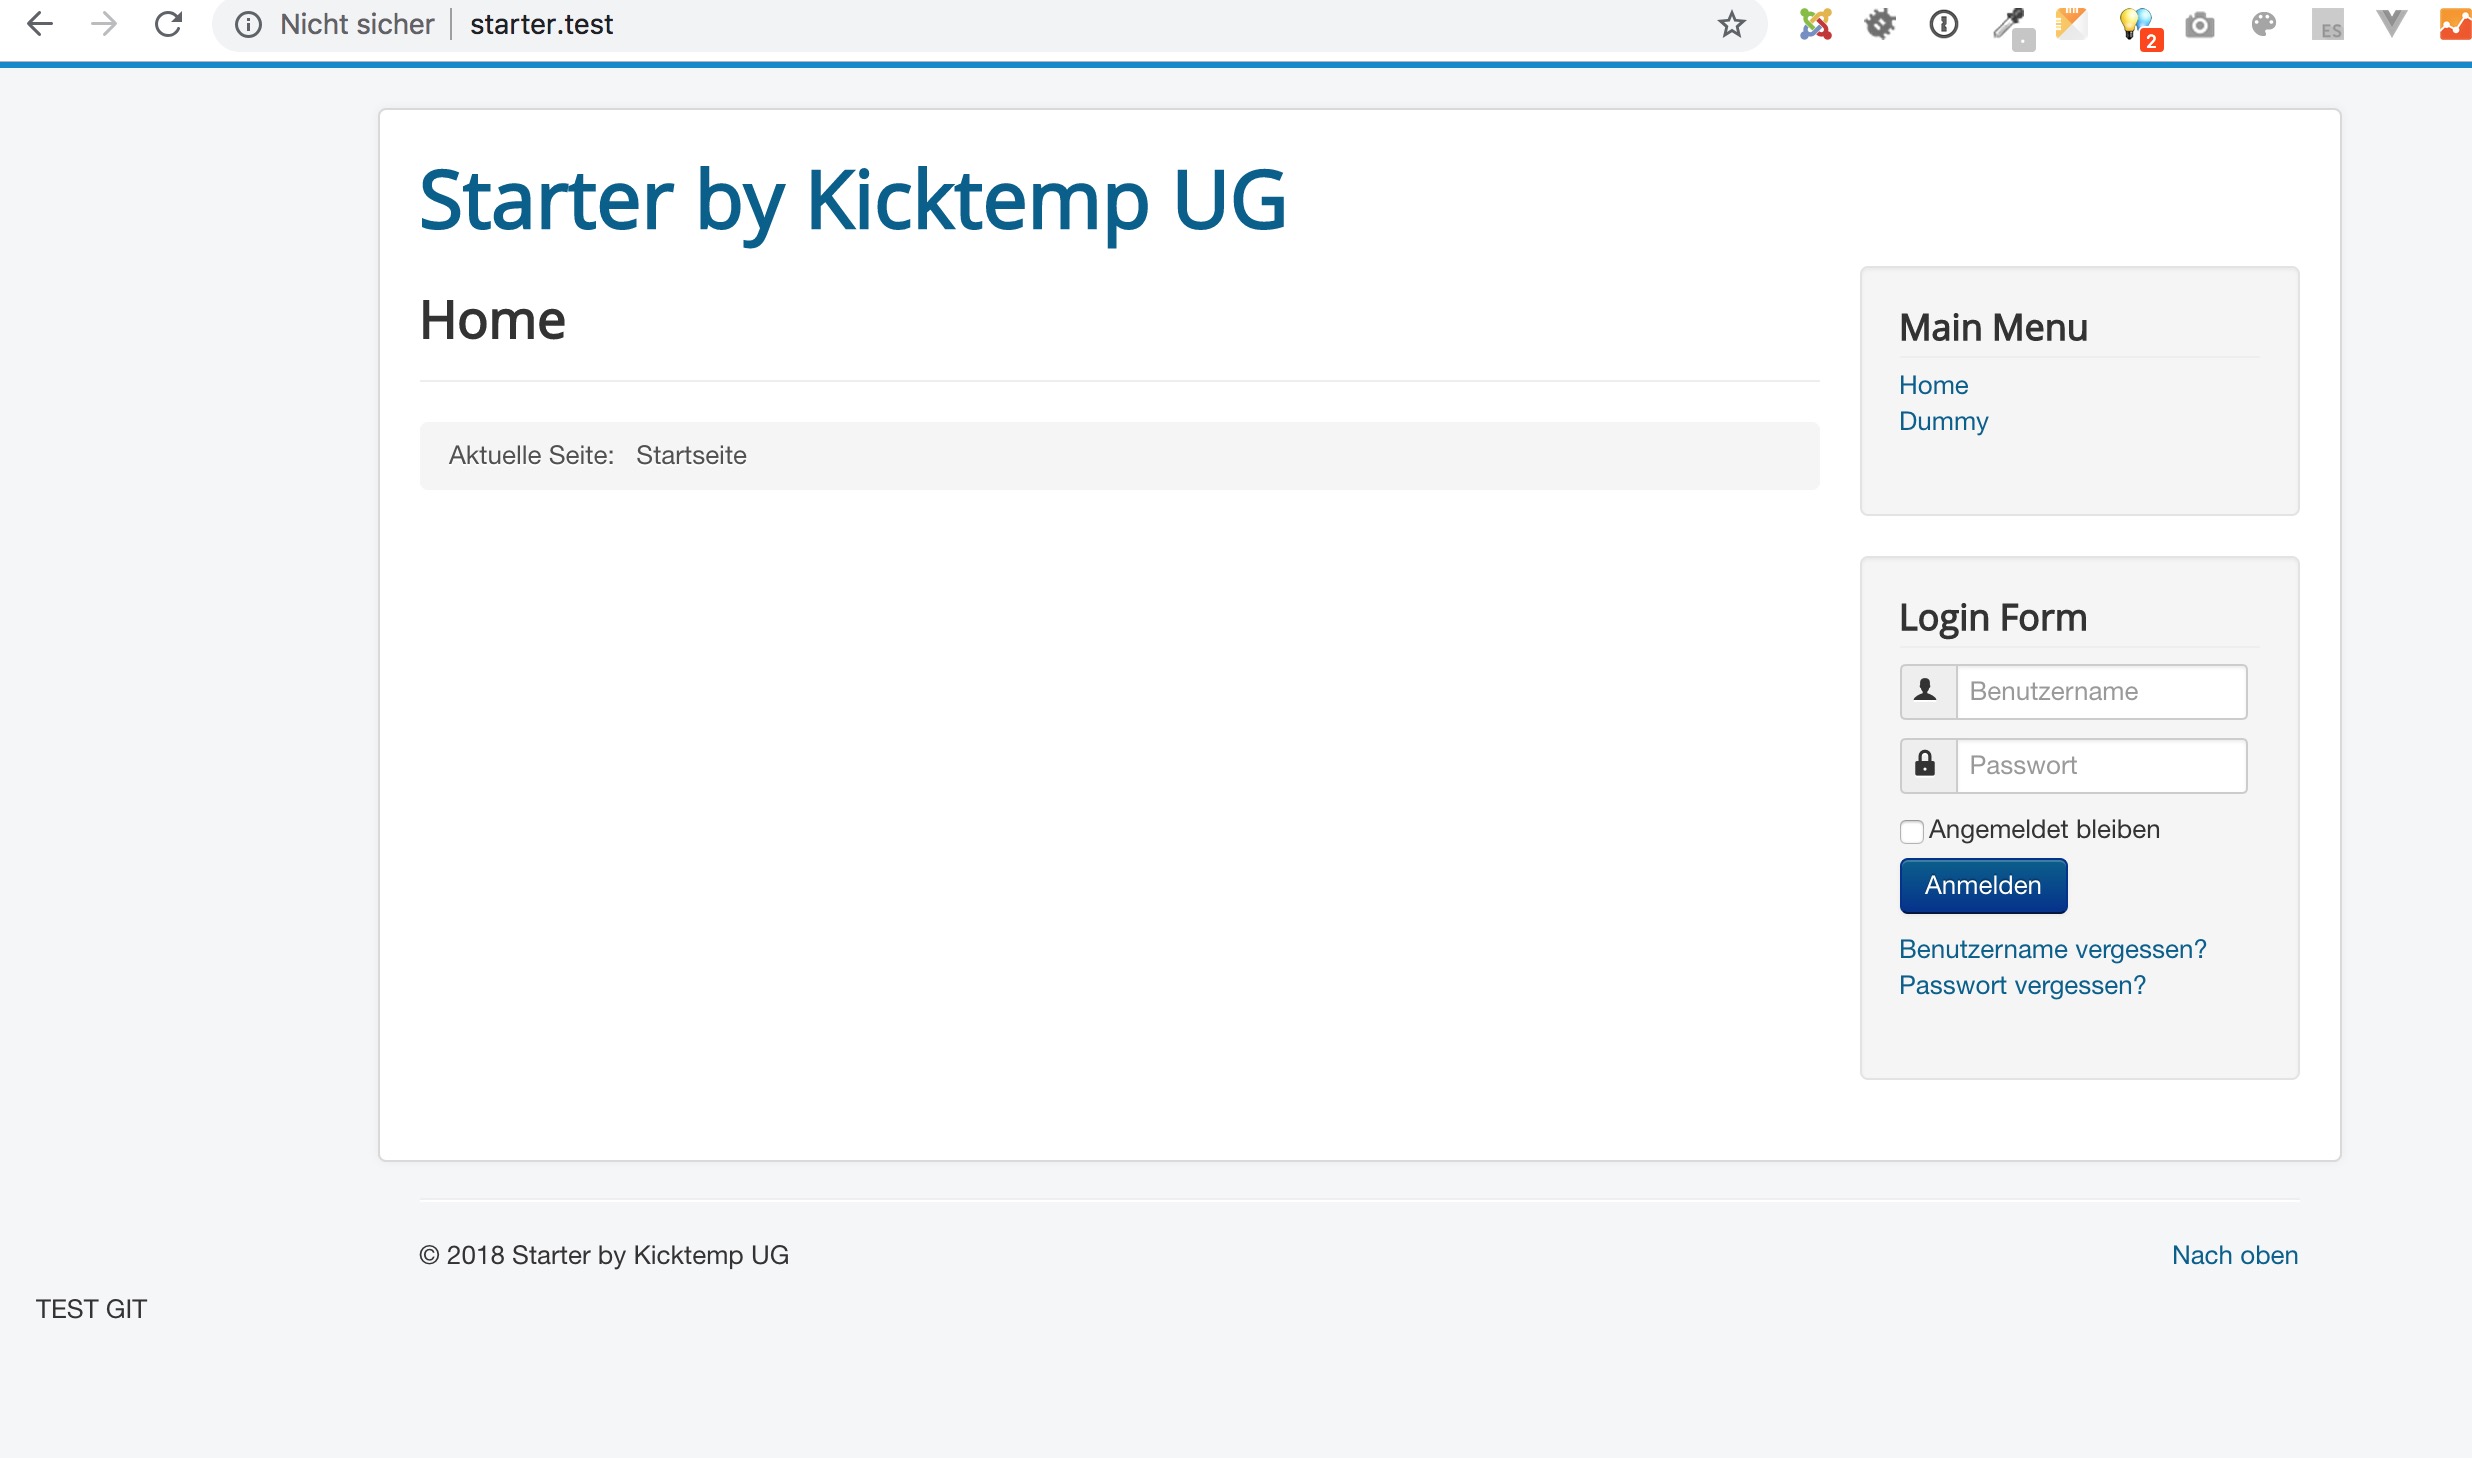 Nicht sicher | starter.test
2
ES
Starter by Kicktemp UG
Home
Aktuelle Seite: Startseite
Main Menu
Home
Dummy
Login Form
Benutzername
Passwort
Angemeldet bleiben
Anmelden
Benutzername vergessen?
Passwort vergessen?
© 2018 Starter by Kicktemp UG
Nach oben
TEST GIT